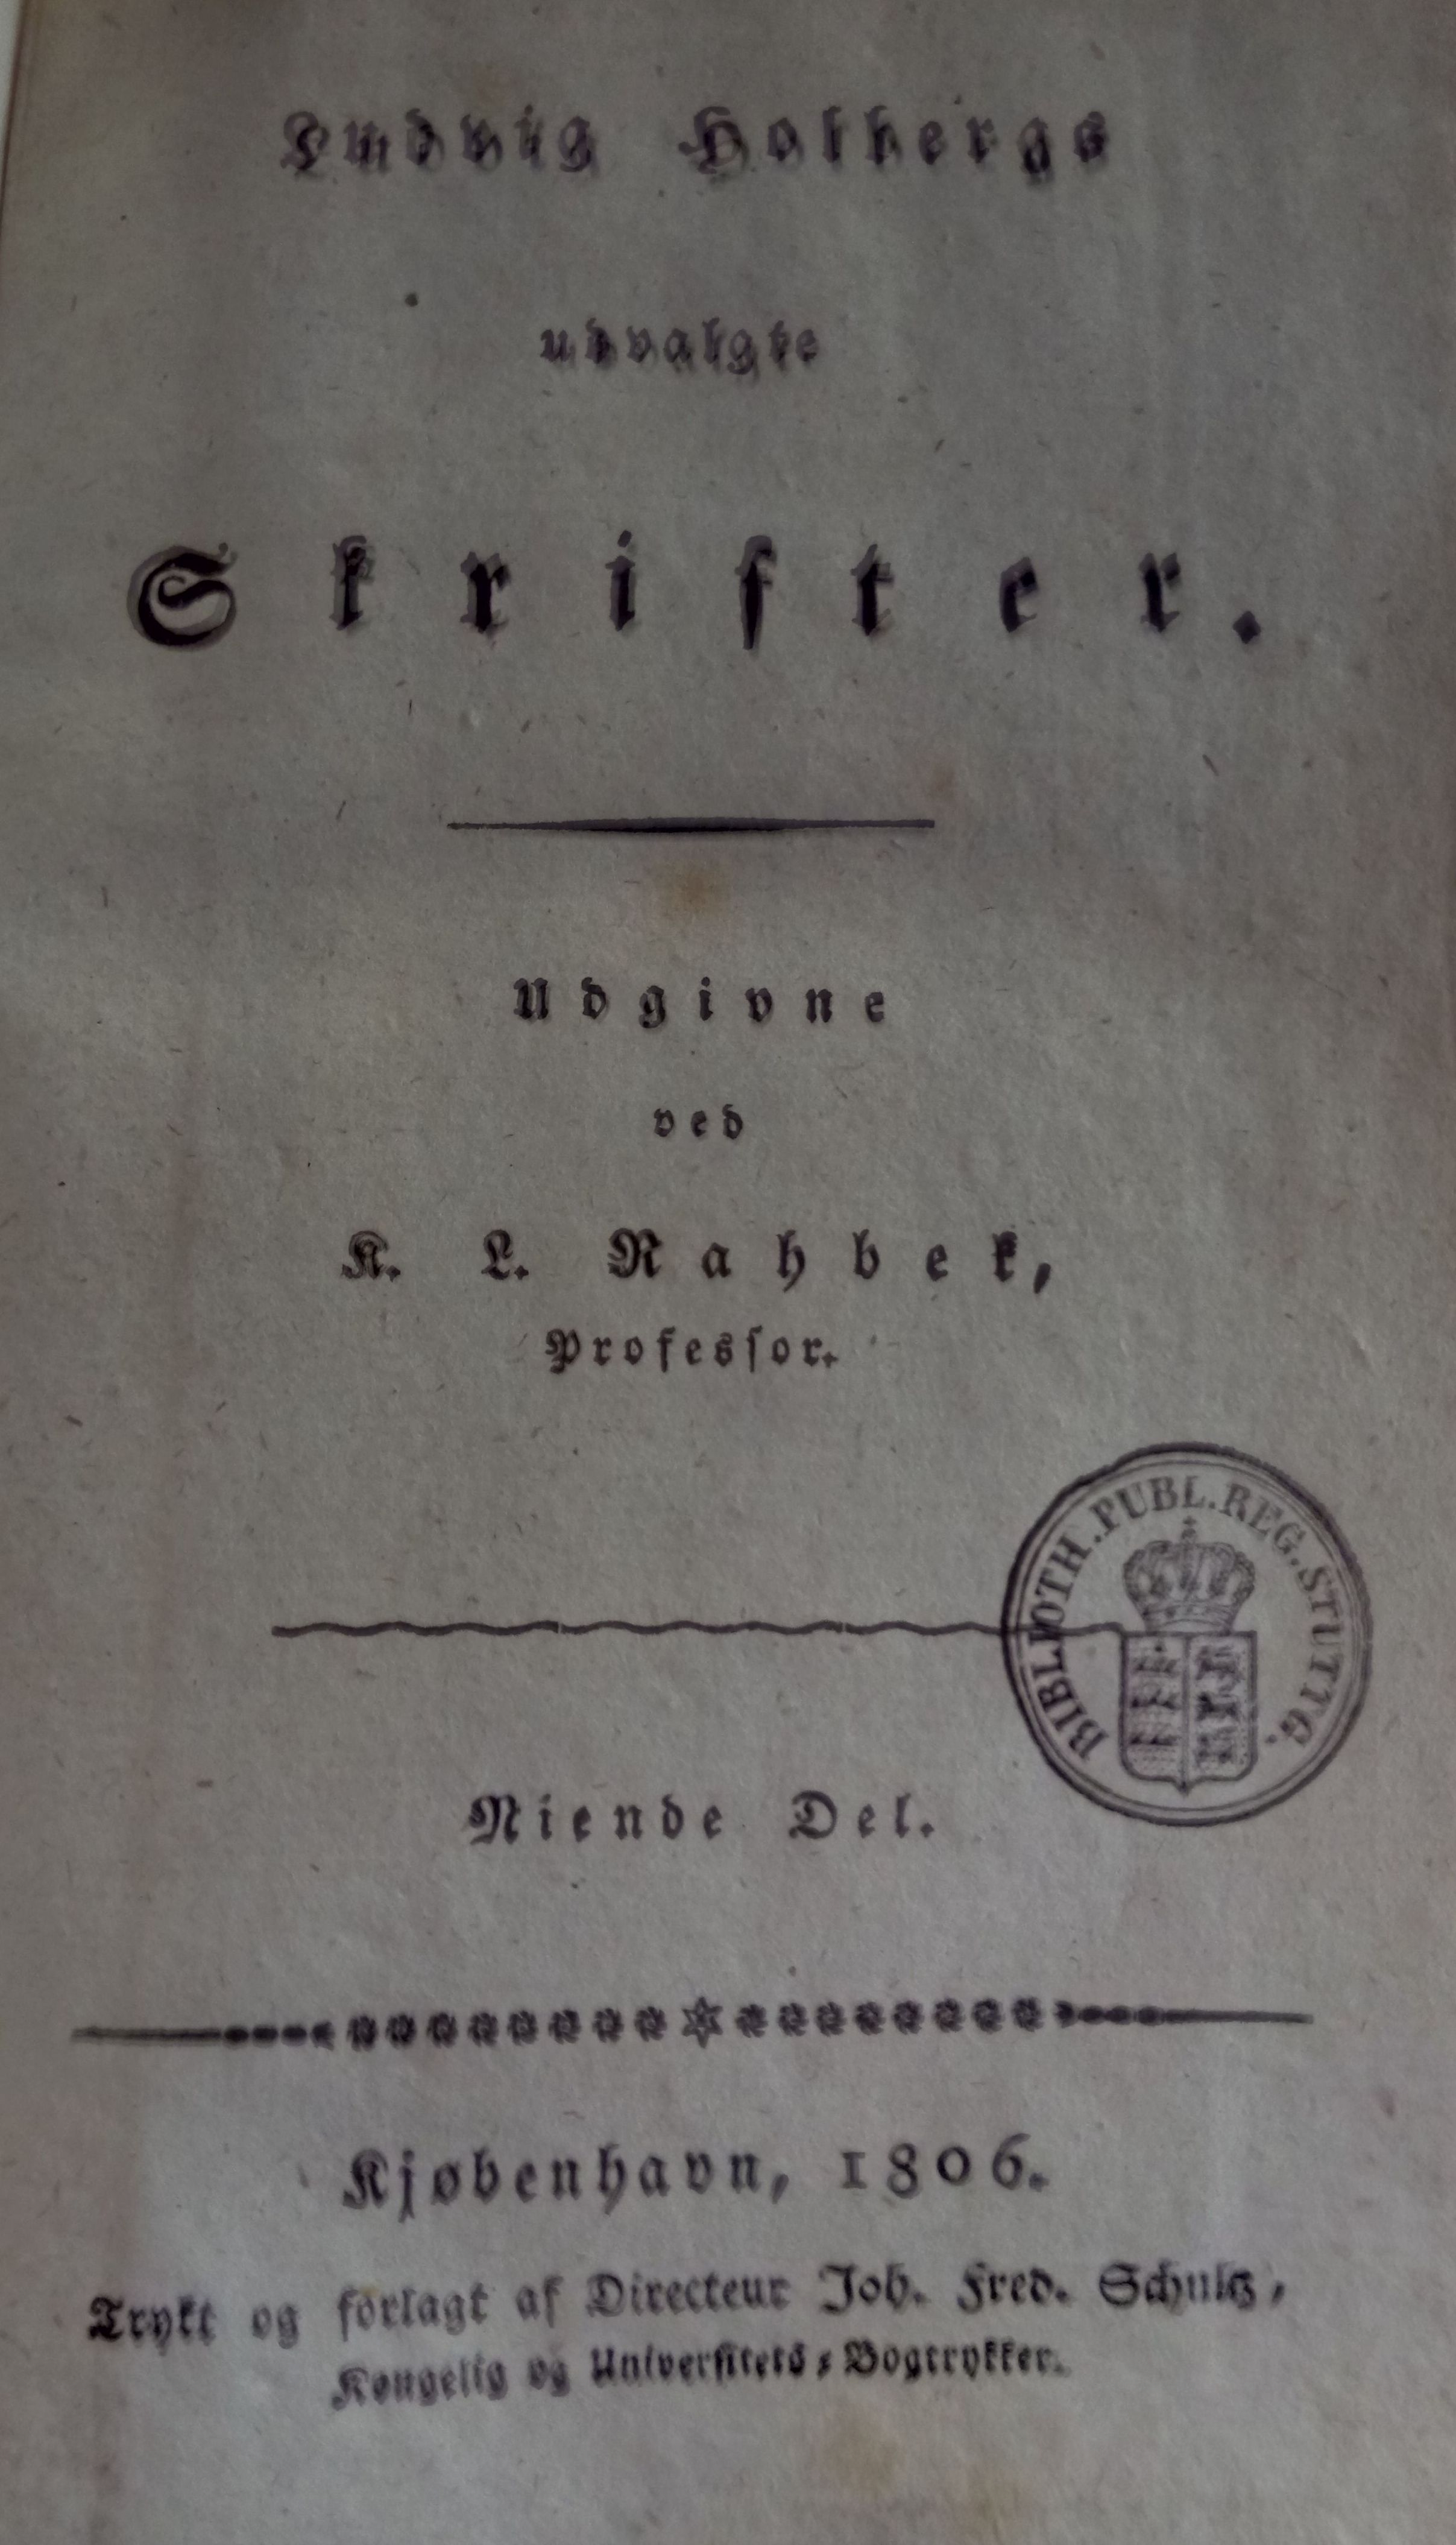 Ludvig Holbergs
udvalgte
Skrifter.
Udgivne
ved
K. L. Rahbek,
Professor.
BIBLIOTH. PUBL. REG. STUTTG.
Niende Del.
Kjøbenhavn, 1806.
Trykt og forlagt af Directeur Joh. Fred. Schultz,
Kongelig og Universitets-Bogtrykker.